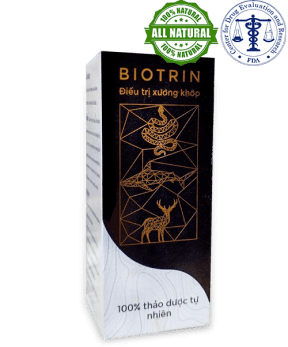 100% NATURAL
ALL NATURAL
100% NATURAL
Center for Drug Evaluation and Research
FDA
BIOTRIN
Điều trị xương khớp
100% thảo dược tự
nhiên